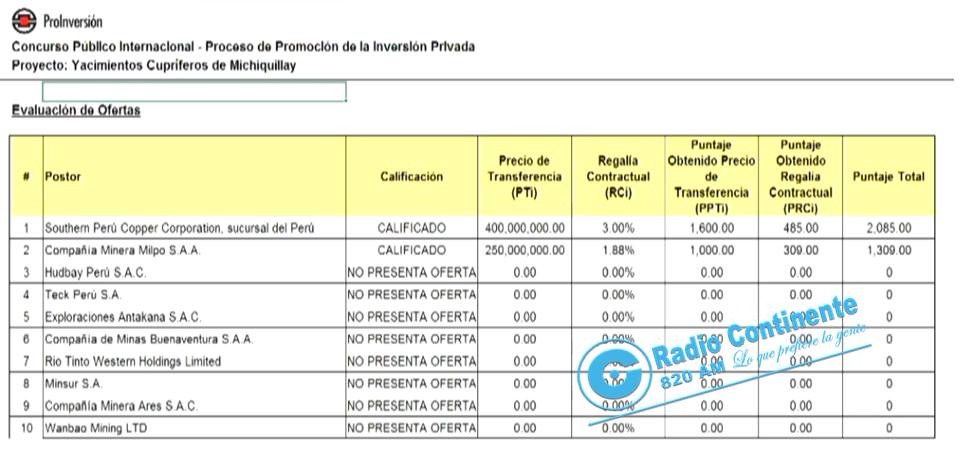 ProInversión
Concurso Público Internacional - Proceso de Promoción de la Inversión Privada
Proyecto: Yacimientos Cupríferos de Michiquillay
Evaluación de Ofertas
# Postor Calificación Precio de Transferencia (PTi) Regalía Contractual (RCi) Puntaje Obtenido Precio de Transferencia (PPTi) Puntaje Obtenido Regalía Contractual (PRCi) Puntaje Total
1 Southern Perú Copper Corporation, sucursal del Perú CALIFICADO 400,000,000.00 3.00% 1,600.00 485.00 2,085.00
2 Compañía Minera Milpo S.A.A. CALIFICADO 250,000,000.00 1.88% 1,000.00 309.00 1,309.00
3 Hudbay Perú S.A.C. NO PRESENTA OFERTA 0.00 0.00% 0.00 0.00 0
4 Teck Perú S.A. NO PRESENTA OFERTA 0.00 0.00% 0.00 0.00 0
5 Exploraciones Antakana S.A.C. NO PRESENTA OFERTA 0.00 0.00% 0.00 0.00 0
6 Compañía de Minas Buenaventura S.A.A. NO PRESENTA OFERTA 0.00 0.00% 0.00 0.00 0
7 Rio Tinto Western Holdings Limited NO PRESENTA OFERTA 0.00 0.00 0.00 0
8 Minsur S.A. NO PRESENTA OFERTA 0.00 0.00% 0.00 0.00 0
9 Compañía Minera Ares S.A.C. NO PRESENTA OFERTA 0.00 0.00% 0.00 0.00 0
10 Wanbao Mining LTD NO PRESENTA OFERTA 0.00 0.00% 0.00 0.00 0
Radio Continente
820 AM Lo que prefiere la gente